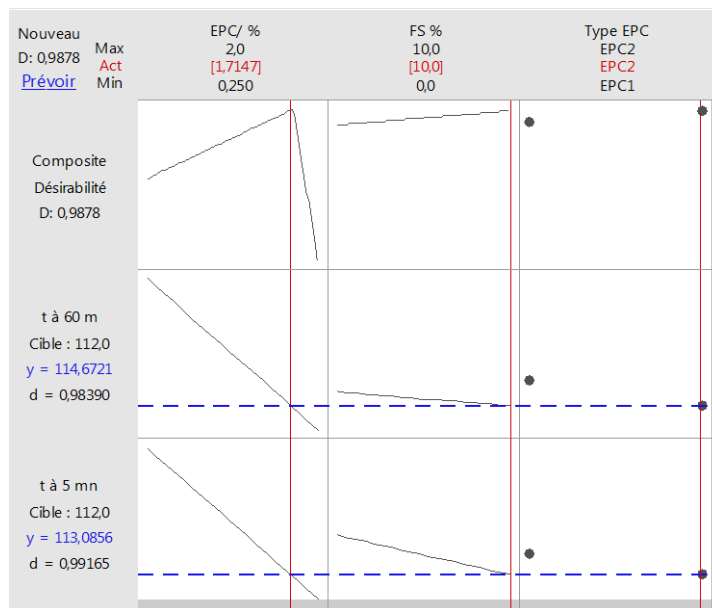 Nouveau
D: 0,9878
Prévoir
Max
Act
Min
EPC/ %
2,0
[1,7147]
0,250
FS %
10,0
[10,0]
0,0
Type EPC
EPC2
EPC2
EPC1
Composite
Désirabilité
D: 0,9878
t à 60 m
Cible : 112,0
y = 114,6721
d = 0,98390
t à 5 mn
Cible : 112,0
y = 113,0856
d = 0,99165